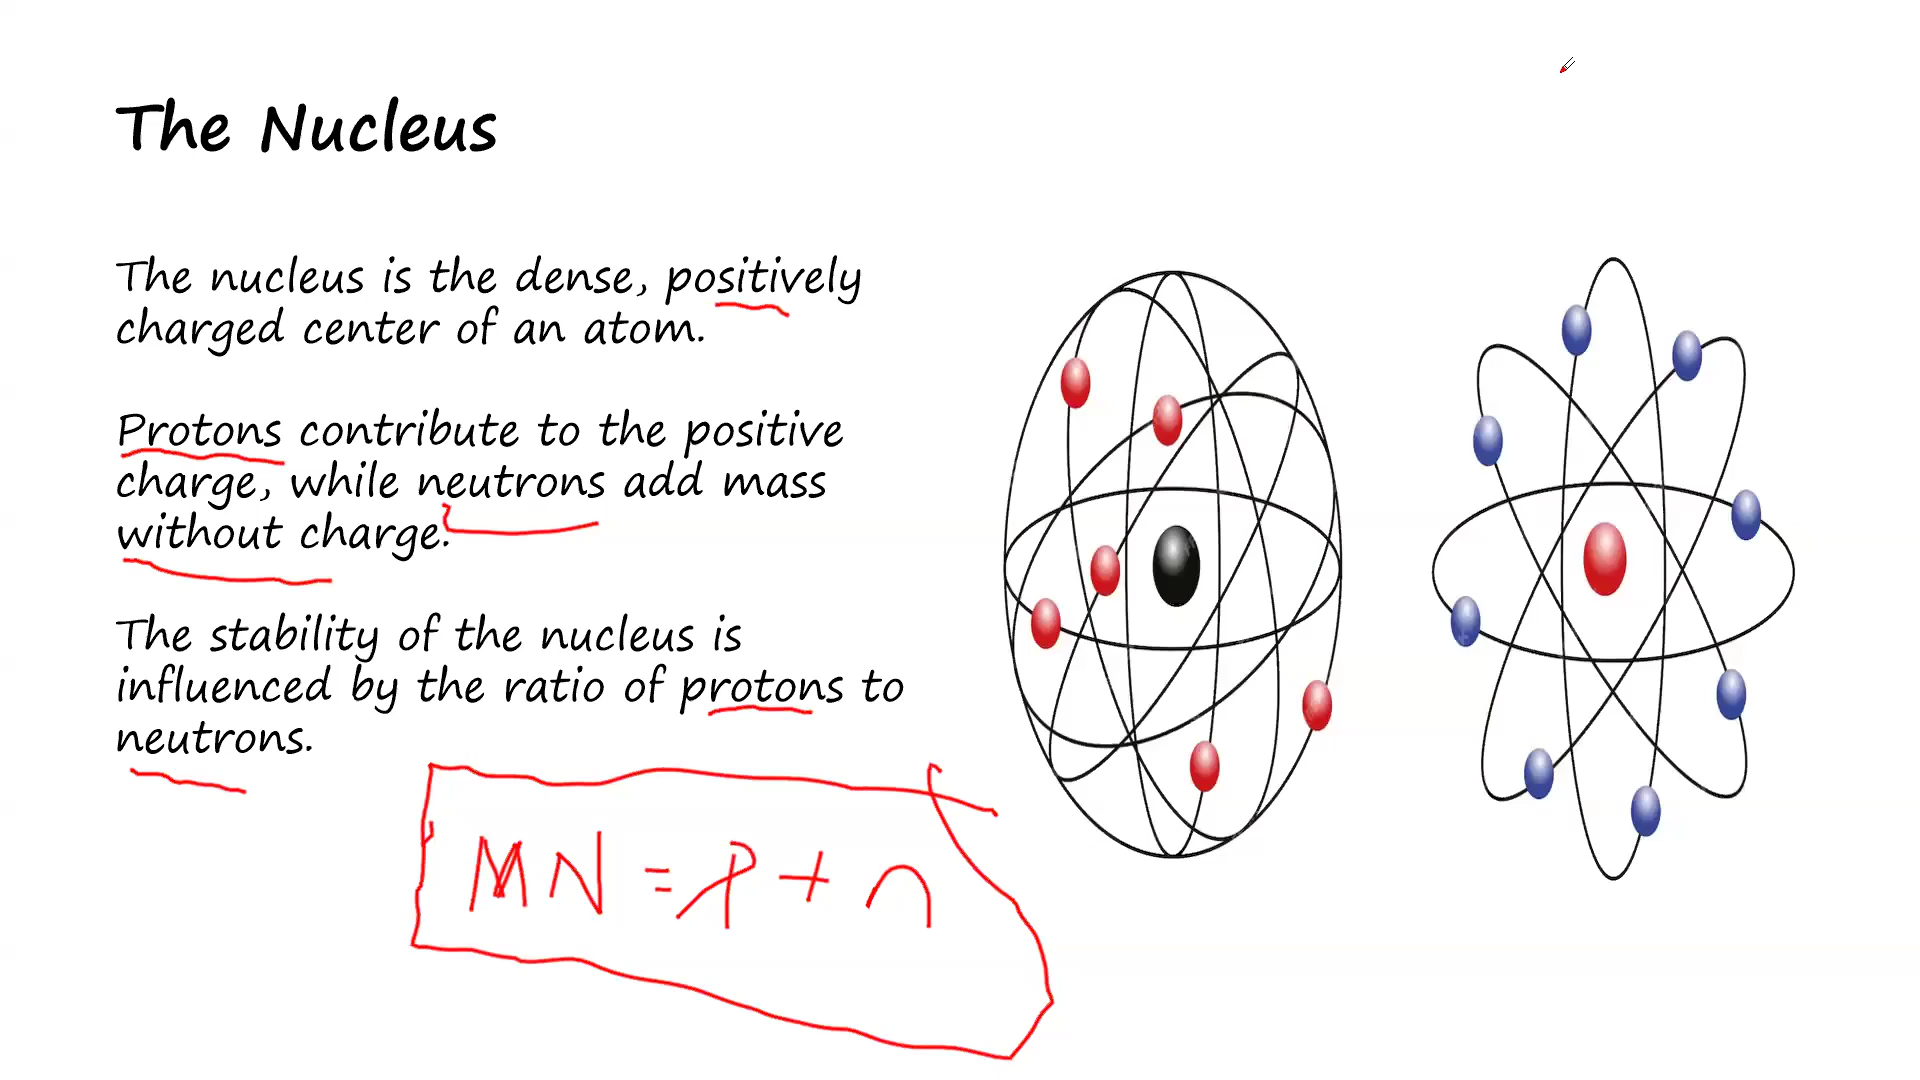 The Nucleus
The nucleus is the dense, positively
charged center of an atom.
Protons contribute to the positive
charge, while neutrons add mass
without charge.
The stability of the nucleus is
influenced by the ratio of protons to
neutrons.
MN = p + n